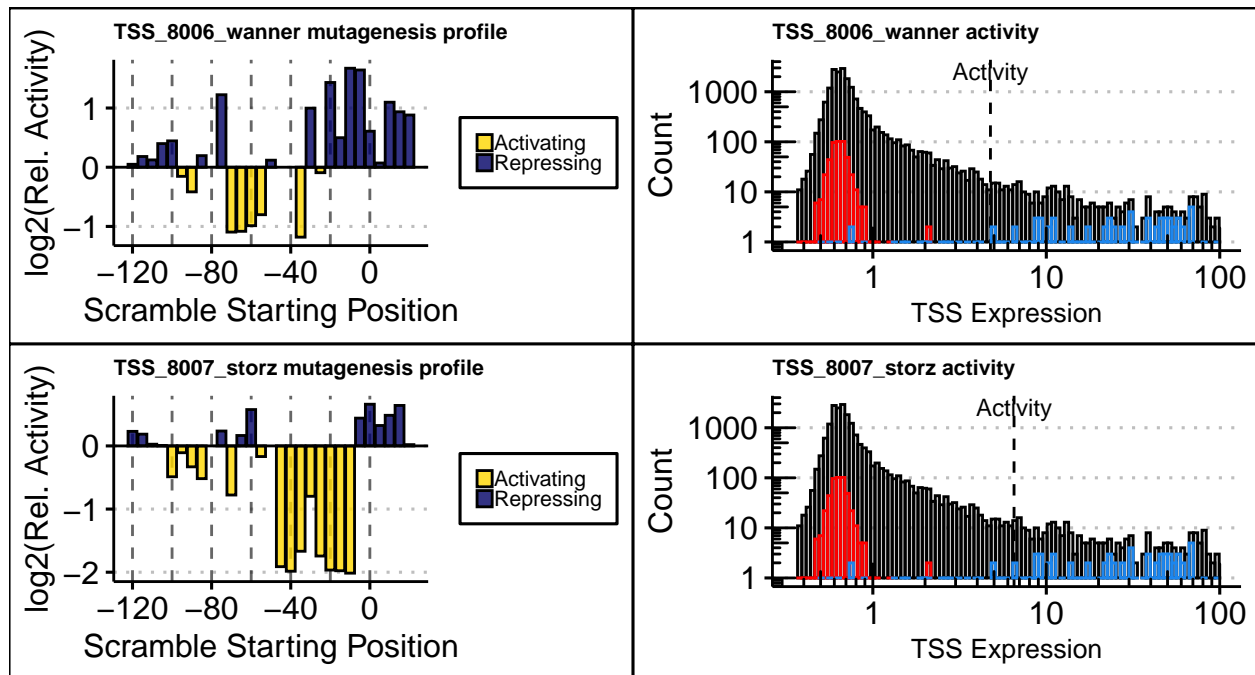 TSS_8006_wanner mutagenesis profile
log2(Rel. Activity)
1
0
−1
−120
−80
−40
0
Scramble Starting Position
Activating
Repressing
TSS_8006_wanner activity
Activity
Count
1000
100
10
1
1
10
100
TSS Expression
TSS_8007_storz mutagenesis profile
log2(Rel. Activity)
0
−1
−2
−120
−80
−40
0
Scramble Starting Position
Activating
Repressing
TSS_8007_storz activity
Activity
Count
1000
100
10
1
1
10
100
TSS Expression